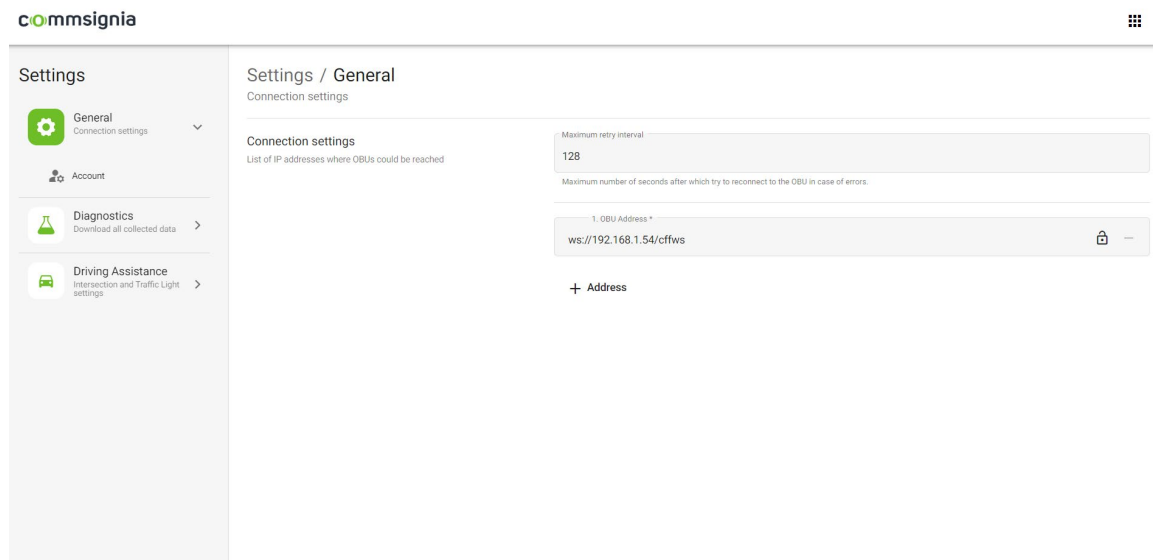 commsignia
Settings
General
Connection settings
Account
Diagnostics
Download all collected data
Driving Assistance
Intersection and Traffic Light
settings
Settings / General
Connection settings
Connection settings
List of IP addresses where OBUs could be reached
Maximum retry interval
128
Maximum number of seconds after which try to reconnect to the OBU in case of errors.
1. OBU Address *
ws://192.168.1.54/cffws
+ Address